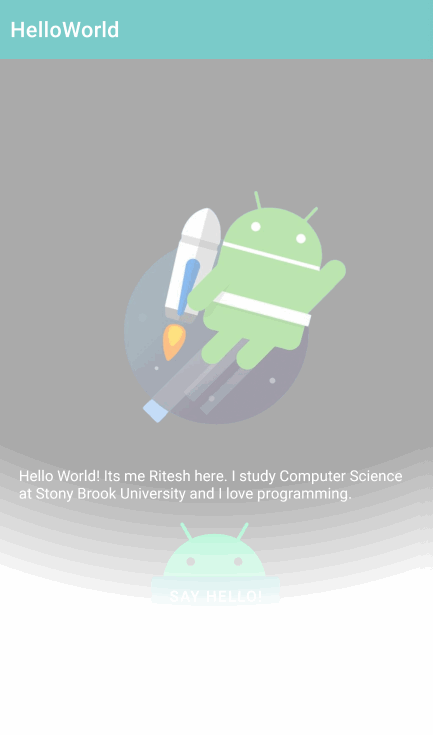 HelloWorld
Hello World! Its me Ritesh here. I study Computer Science
at Stony Brook University and I love programming.
SAY HELLO!